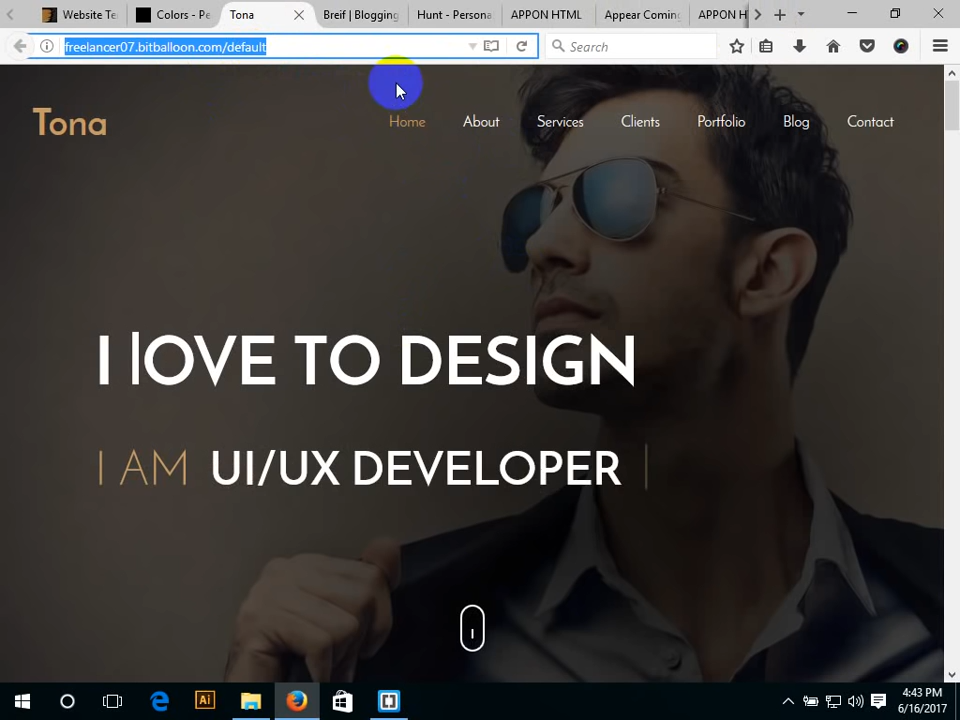 Website Te
Colors - Pe
Tona
Breif | Blogging
Hunt - Persona
APPON HTML
Appear Coming
APPON H
freelancer07.bitballoon.com/default
Search
Tona
Home
About
Services
Clients
Portfolio
Blog
Contact
I lOVE TO DESIGN
I AM UI/UX DEVELOPER |
Ai
4:43 PM
6/16/2017